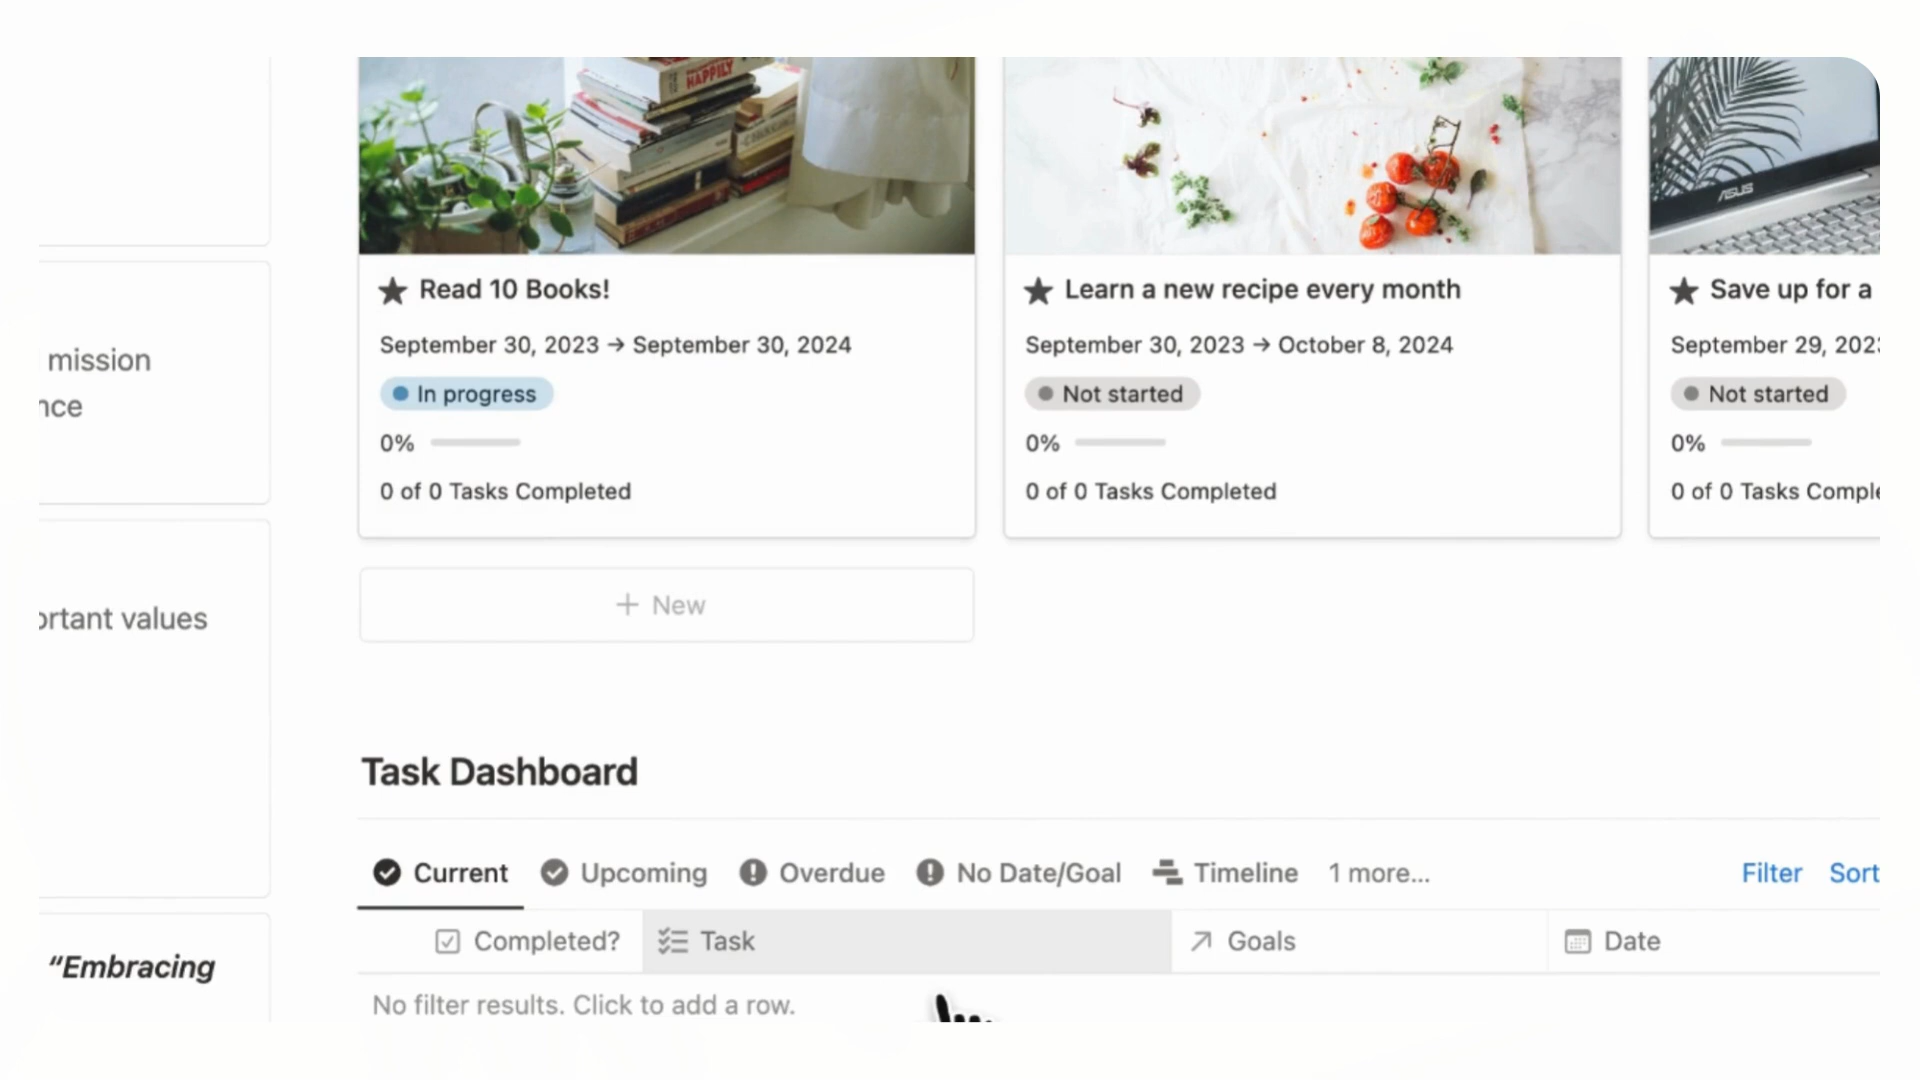 HAPPILY
ASUS
Read 10 Books!
September 30, 2023 → September 30, 2024
In progress
0%
0 of 0 Tasks Completed
Learn a new recipe every month
September 30, 2023 → October 8, 2024
Not started
0%
0 of 0 Tasks Completed
Save up for a
September 29, 202
Not started
0%
0 of 0 Tasks Comple
mission
nce
ortant values
“Embracing
+ New
Task Dashboard
Current Upcoming Overdue No Date/Goal Timeline 1 more... Filter Sort
Completed? Task Goals Date
No filter results. Click to add a row.